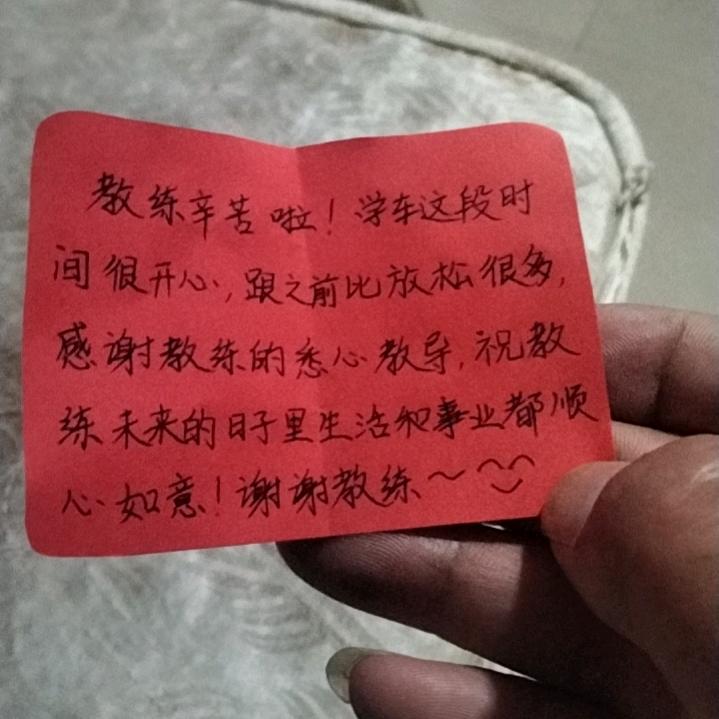 教练辛苦啦！学车这段时
间很开心，跟之前比放松很多，
感谢教练的悉心教导，祝教
练未来的日子里生活和事业都顺
心如意！谢谢教练～